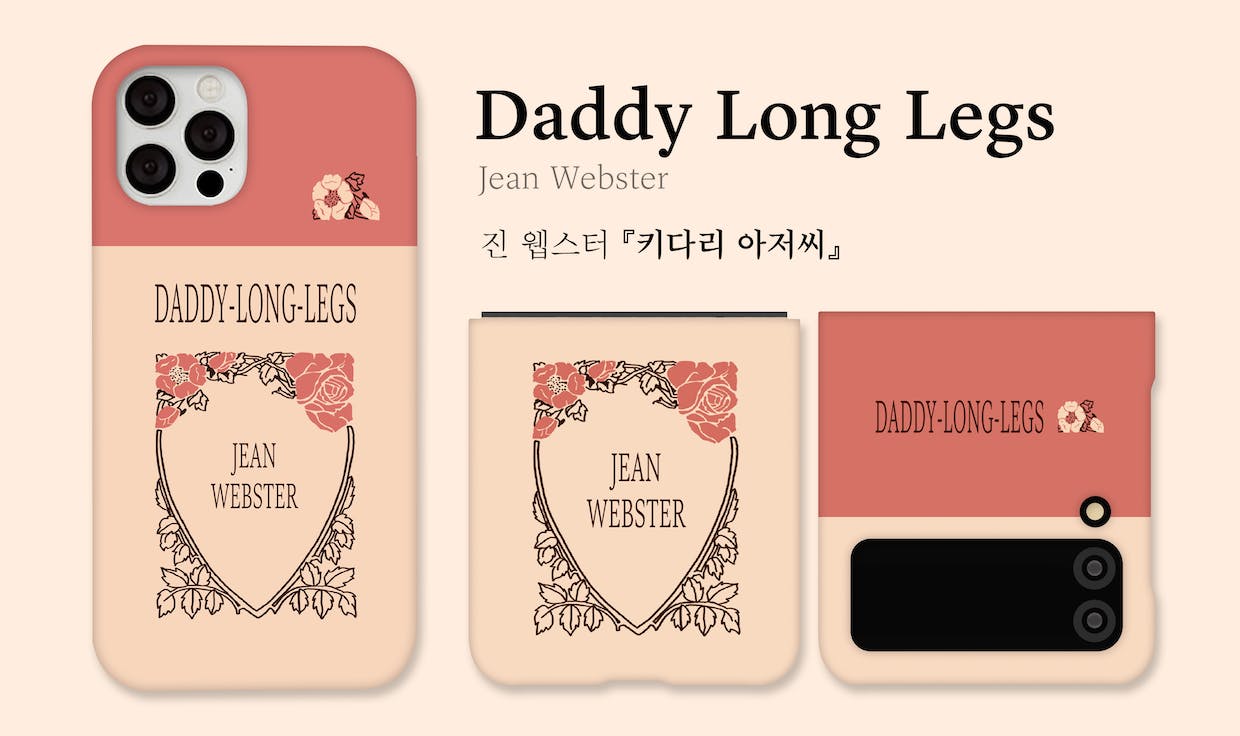 Daddy Long Legs
Jean Webster
진 웹스터 『키다리 아저씨』
DADDY-LONG-LEGS
JEAN
WEBSTER
JEAN
WEBSTER
DADDY-LONG-LEGS